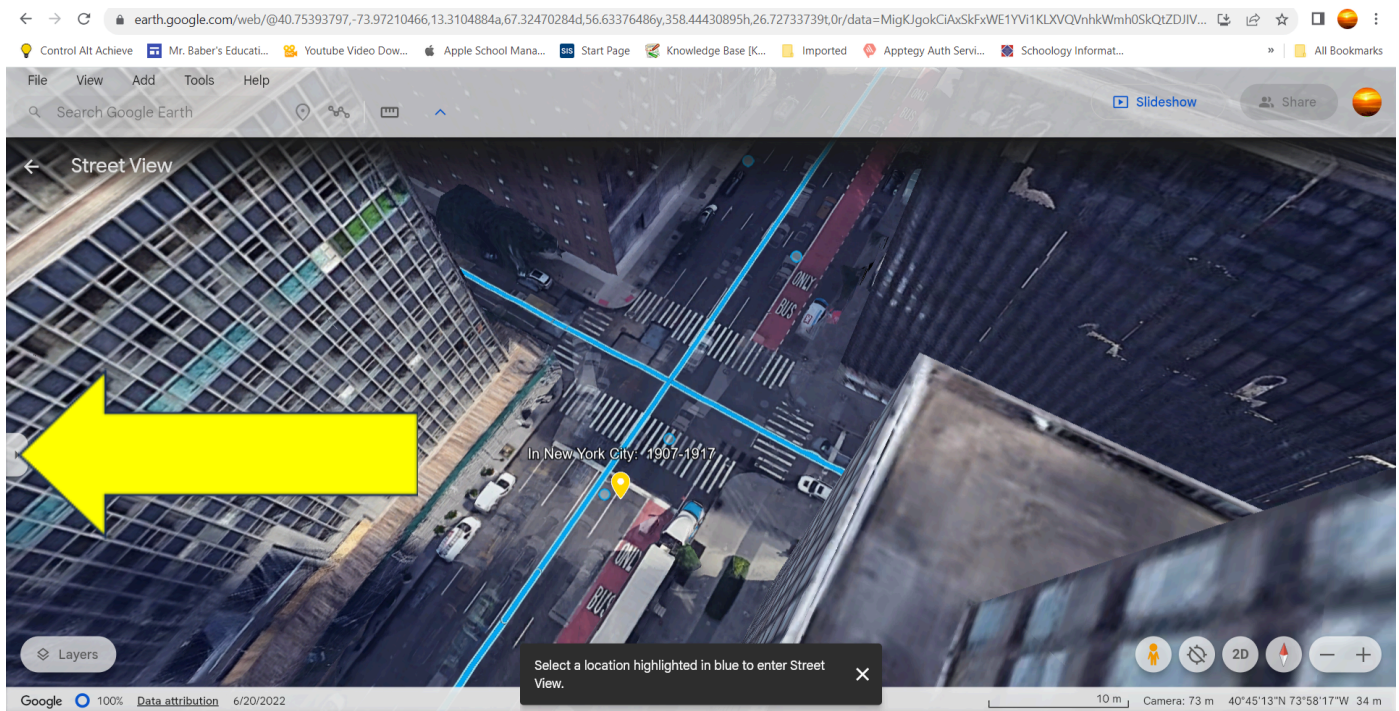 earth.google.com/web/@40.75393797,-73.97210466,13.3104884a,67.32470284d,56.63376486y,358.44430895h,26.72733739t,0r/data=MigKJgokCiAxSkFxWE1YVi1KLXVQVnhkWmh0SkQtZDJIV...
Control Alt Achieve Mr. Baber's Educati... Youtube Video Dow... Apple School Mana... SIS Start Page Knowledge Base [K... Imported Apptegy Auth Servi... Schoology Informat... » All Bookmarks
File View Add Tools Help
Search Google Earth
Slideshow Share
Street View
ONLY
BUS
In New York City: 1907-1917
ONLY
BUS
Layers
Select a location highlighted in blue to enter Street
View.
2D
Google 100% Data attribution 6/20/2022 10 m Camera: 73 m 40°45'13"N 73°58'17"W 34 m